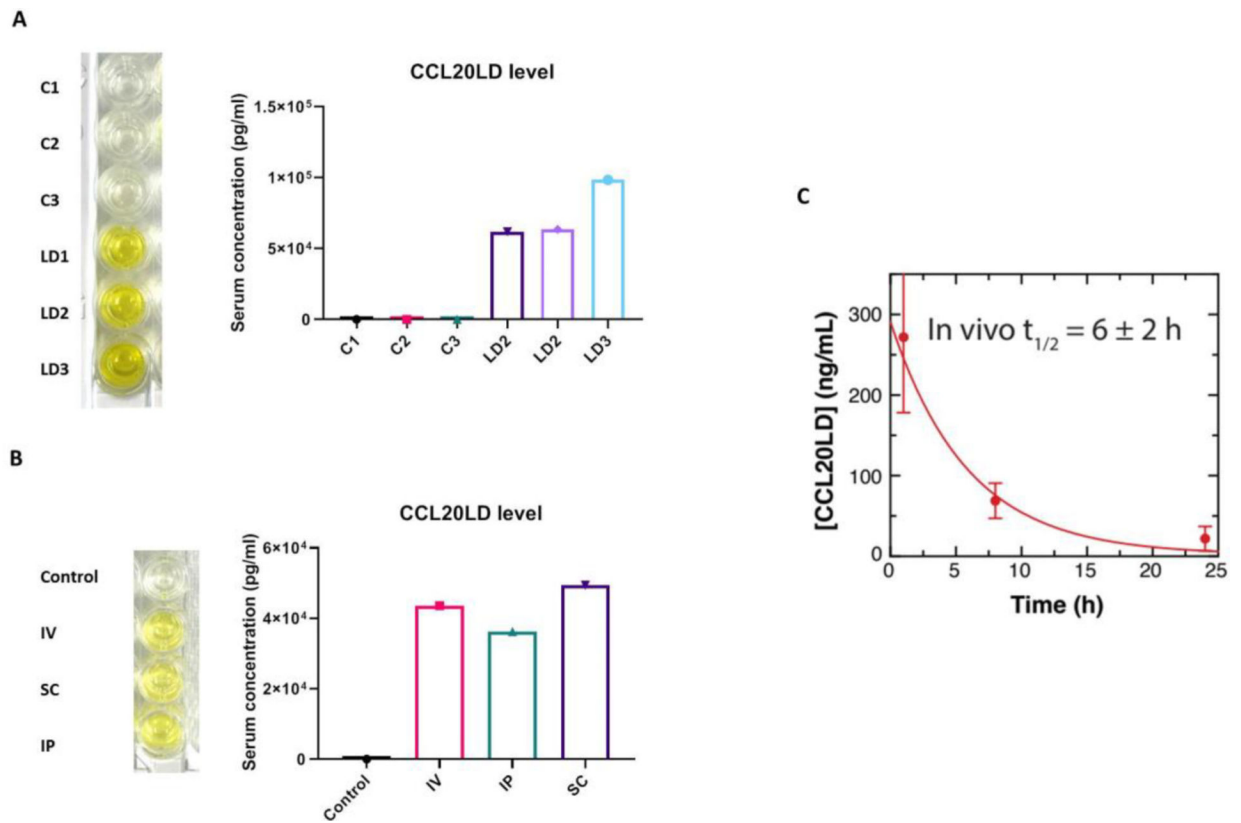 A
C1
C2
C3
LD1
LD2
LD3
CCL20LD level
Serum concentration (pg/ml)
1.5×10⁵
1×10⁵
5×10⁴
0
C1
C2
C3
LD2
LD2
LD3
B
Control
IV
SC
IP
CCL20LD level
Serum concentration (pg/ml)
6×10⁴
4×10⁴
2×10⁴
0
Control
IV
IP
SC
C
In vivo t₁/₂ = 6 ± 2 h
[CCL20LD] (ng/mL)
300
200
100
0
0
5
10
15
20
25
Time (h)